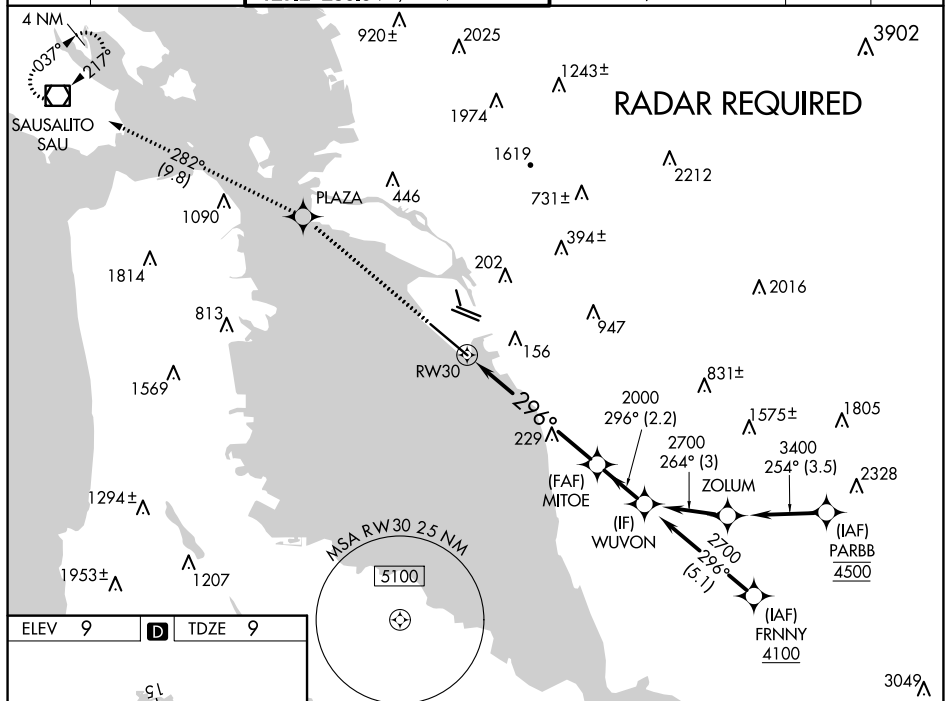 4 NM
037°
217°
SAUSALITO
SAU
920±
2025
3902
1243±
1974
RADAR REQUIRED
282°
(9.8)
PLAZA
446
1619
2212
731±
1090
394±
1814
202
2016
813
947
156
RW30
1569
831±
296°
2000
296° (2.2)
1575±
1805
229
2700
264° (3)
3400
254° (3.5)
(FAF)
MITOE
ZOLUM
2328
(IF)
WUVON
(IAF)
PARBB
4500
1294±
2700
296°
(5.1)
MSA RW30 25 NM
5100
1953±
1207
(IAF)
FRNNY
4100
ELEV 9
D
TDZE 9
15
3049